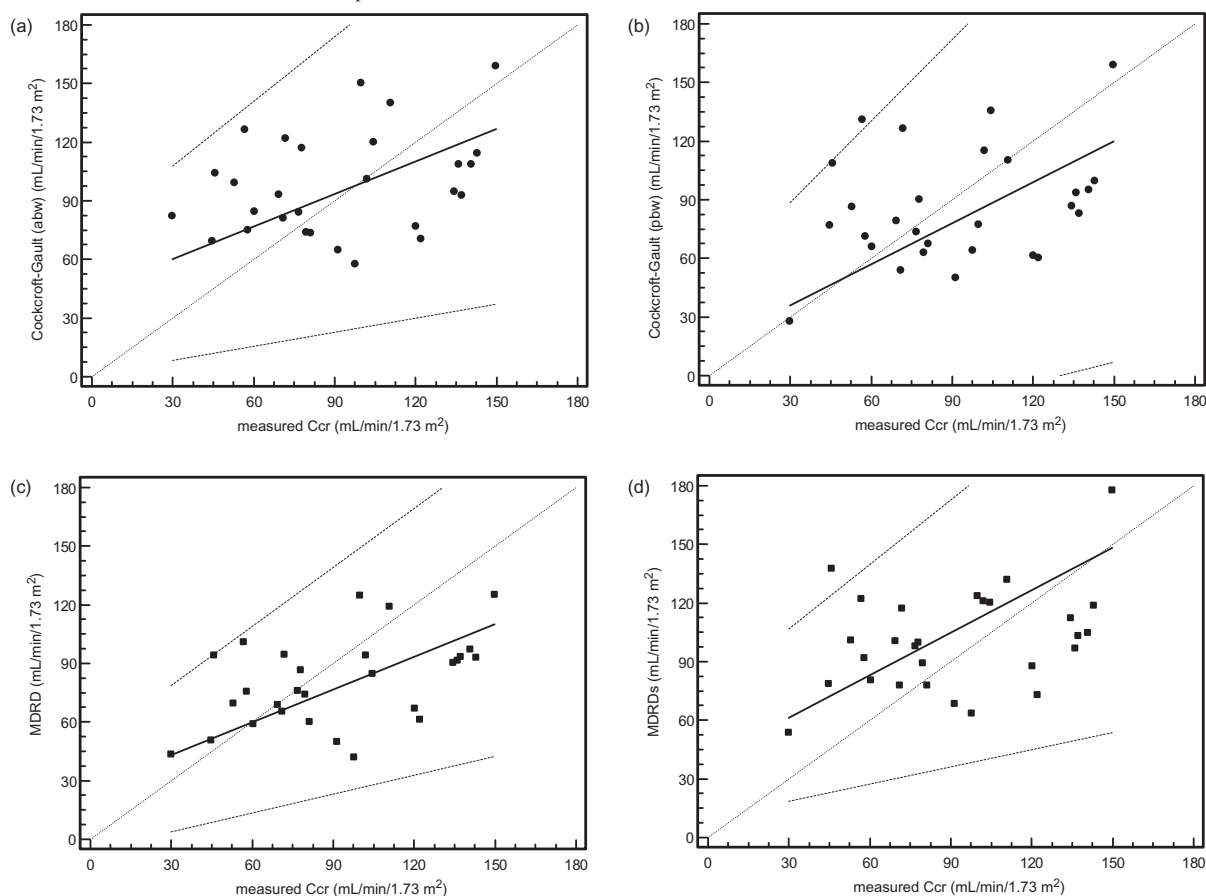 (a)
180
150
120
90
60
30
0
Cockcroft-Gault (abw) (mL/min/1.73 m²)
0 30 60 90 120 150 180
measured Ccr (mL/min/1.73 m²)
(b)
180
150
120
90
60
30
0
Cockcroft-Gault (pbw) (mL/min/1.73 m²)
0 30 60 90 120 150 180
measured Ccr (mL/min/1.73 m²)
(c)
180
150
120
90
60
30
0
MDRD (mL/min/1.73 m²)
0 30 60 90 120 150 180
measured Ccr (mL/min/1.73 m²)
(d)
180
150
120
90
60
30
0
MDRDs (mL/min/1.73 m²)
0 30 60 90 120 150 180
measured Ccr (mL/min/1.73 m²)